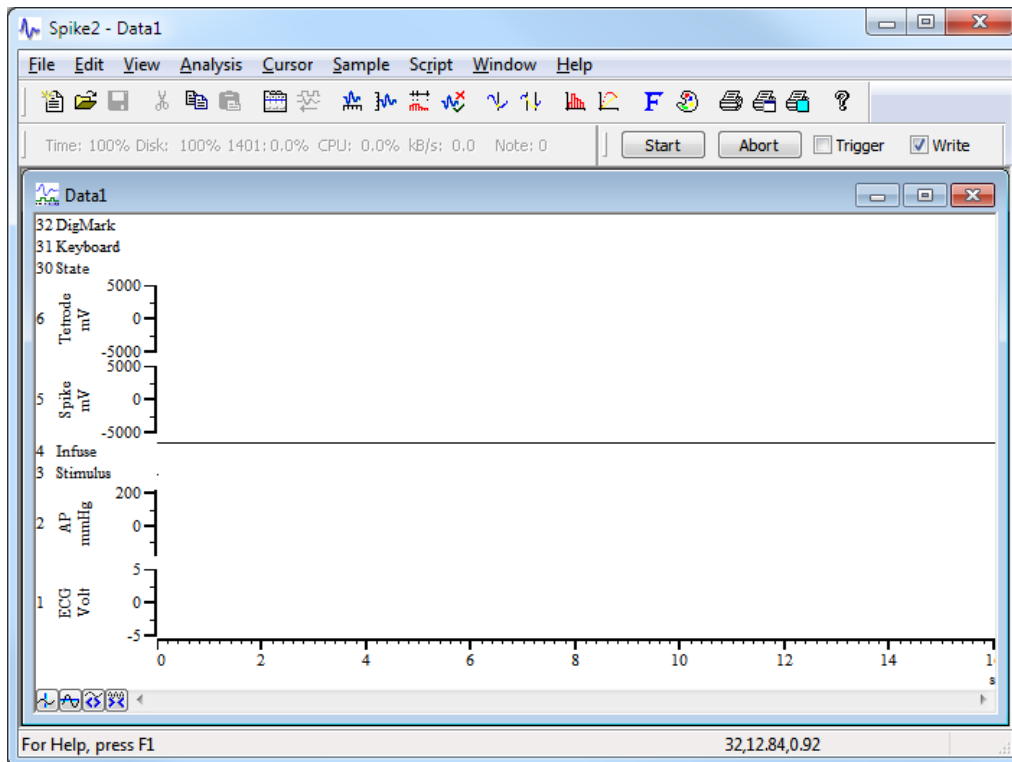 Spike2 - Data1
File Edit View Analysis Cursor Sample Script Window Help
Time: 100% Disk: 100% 1401: 0.0% CPU: 0.0% kB/s: 0.0 Note: 0 Start Abort Trigger Write
Data1
32 DigMark
31 Keyboard
30 State
5000
6 Tetrode mV 0
-5000
5000
5 Spike mV 0
-5000
4 Infuse
3 Stimulus
200
2 AP mmHg 0
5
1 ECG Volt 0
-5
0 2 4 6 8 10 12 14
s
For Help, press F1 32,12.84,0.92